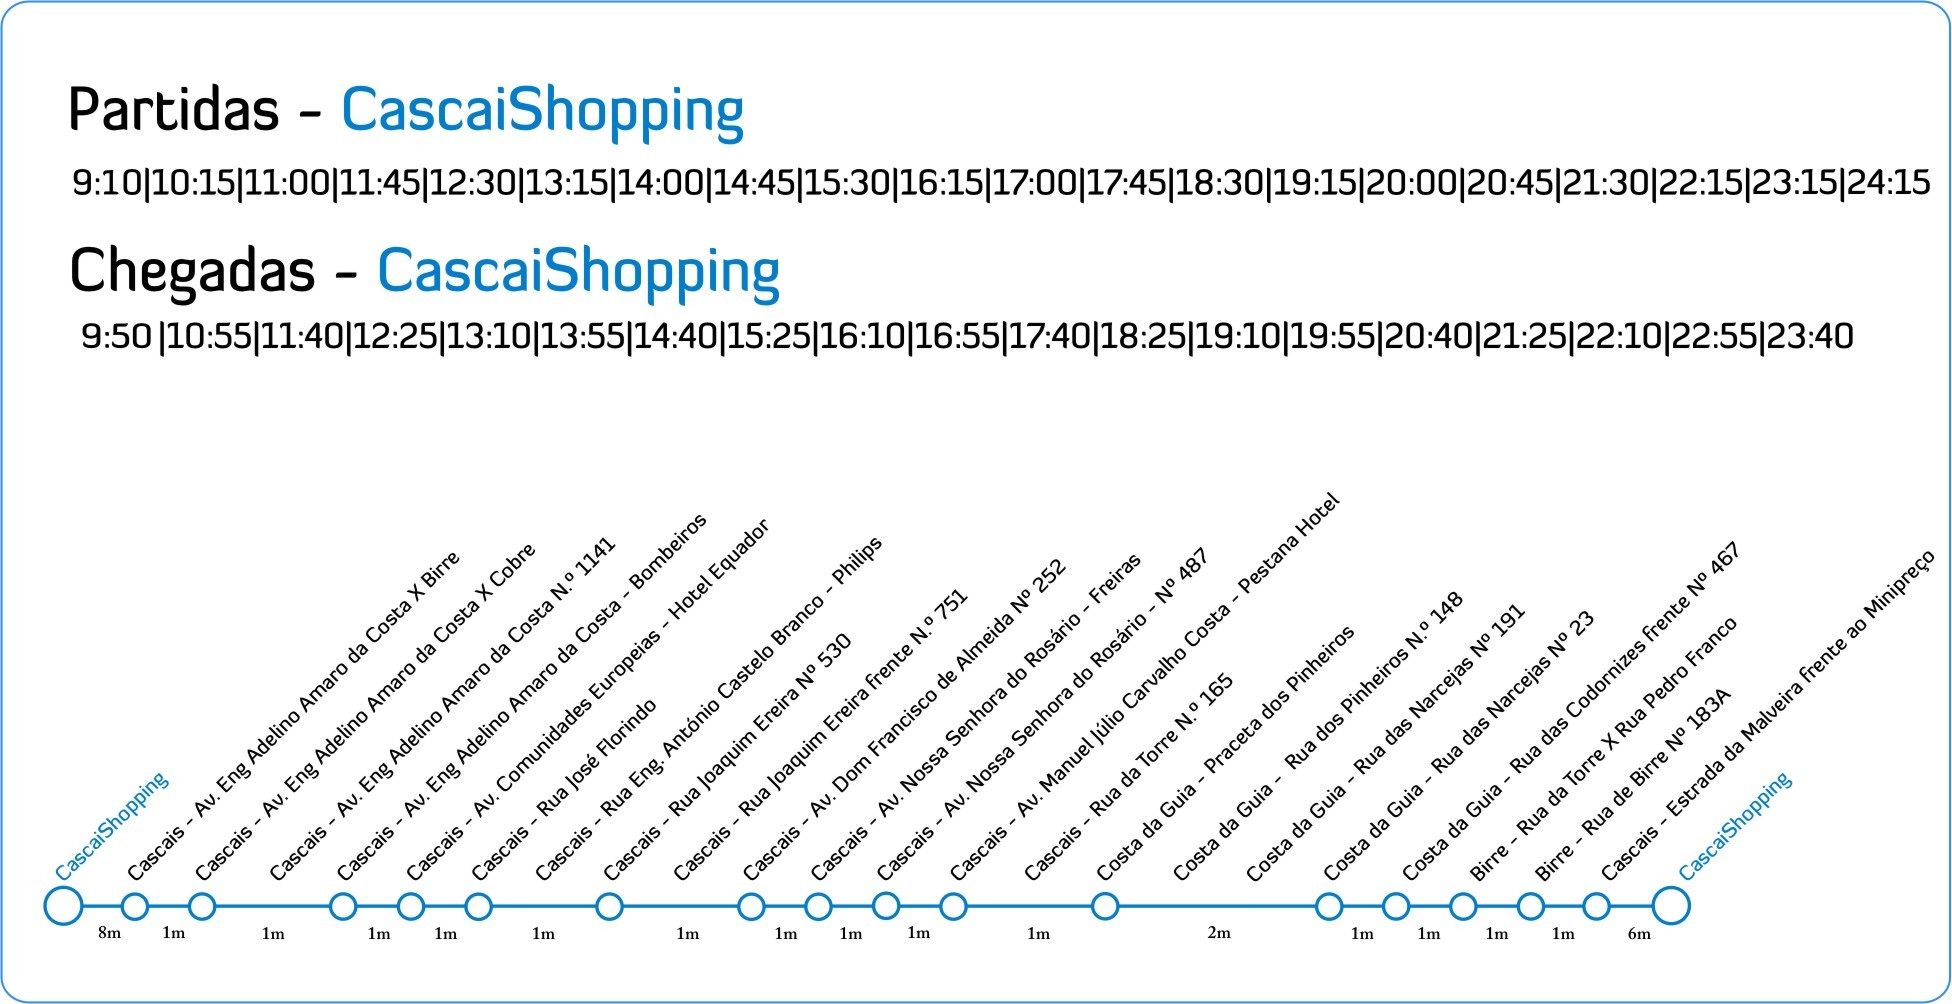 Partidas - CascaiShopping
9:10|10:15|11:00|11:45|12:30|13:15|14:00|14:45|15:30|16:15|17:00|17:45|18:30|19:15|20:00|20:45|21:30|22:15|23:15|24:15
Chegadas - CascaiShopping
9:50 |10:55|11:40|12:25|13:10|13:55|14:40|15:25|16:10|16:55|17:40|18:25|19:10|19:55|20:40|21:25|22:10|22:55|23:40
CascaiShopping
Cascais - Av. Eng Adelino Amaro da Costa X Birre
Cascais - Av. Eng Adelino Amaro da Costa X Cobre
Cascais - Av. Eng Adelino Amaro da Costa N.º 1141
Cascais - Av. Eng Adelino Amaro da Costa - Bombeiros
Cascais - Av. Comunidades Europeias - Hotel Equador
Cascais - Rua José Florindo
Cascais - Rua Eng. António Castelo Branco - Philips
Cascais - Rua Joaquim Ereira Nº 530
Cascais - Rua Joaquim Ereira frente N.º 751
Cascais - Av. Dom Francisco de Almeida Nº 252
Cascais - Av. Nossa Senhora do Rosário - Freiras
Cascais - Av. Nossa Senhora do Rosário - Nº 487
Cascais - Av. Manuel Júlio Carvalho Costa - Pestana Hotel
Cascais - Rua da Torre N.º 165
Costa da Guia - Praceta dos Pinheiros
Costa da Guia - Rua dos Pinheiros N.º 148
Costa da Guia - Rua das Narcejas Nº 191
Costa da Guia - Rua das Narcejas Nº 23
Costa da Guia - Rua das Codornizes frente Nº 467
Birre - Rua da Torre X Rua Pedro Franco
Birre - Rua de Birre Nº 183A
Cascais - Estrada da Malveira frente ao Minipreço
CascaiShopping
8m 1m 1m 1m 1m 1m 1m 1m 1m 1m 1m 2m 1m 1m 1m 1m 6m